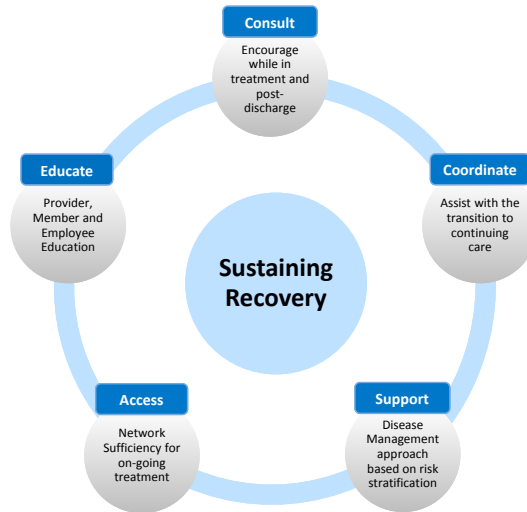 Consult
Encourage
while in
treatment and
post-
discharge
Coordinate
Assist with the
transition to
continuing
care
Support
Disease
Management
approach
based on risk
stratification
Access
Network
Sufficiency for
on-going
treatment
Educate
Provider,
Member and
Employee
Education
Sustaining
Recovery